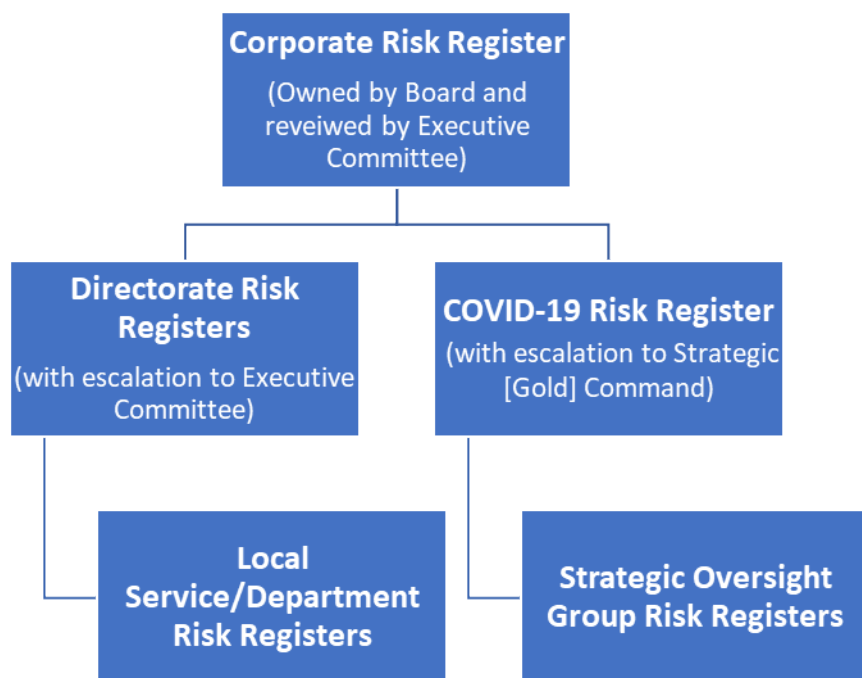 Corporate Risk Register
(Owned by Board and
reveiwed by Executive
Committee)
Directorate Risk
Registers
(with escalation to Executive
Committee)
COVID-19 Risk Register
(with escalation to Strategic
[Gold] Command)
Local
Service/Department
Risk Registers
Strategic Oversight
Group Risk Registers